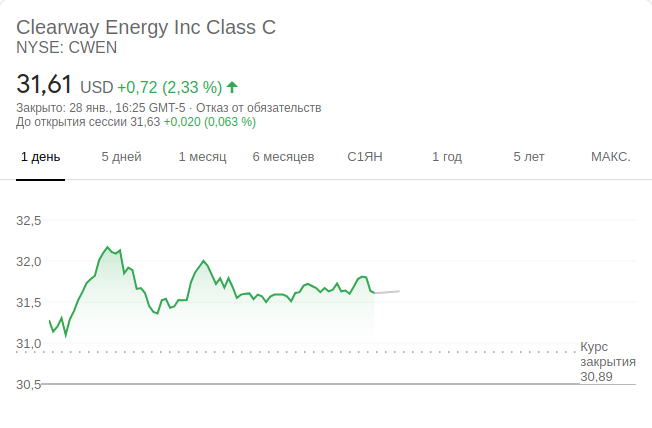 Clearway Energy Inc Class C
NYSE: CWEN
31,61 USD +0,72 (2,33 %)
Закрыто: 28 янв., 16:25 GMT-5 · Отказ от обязательств
До открытия сессии 31,63 +0,020 (0,063 %)
1 день 5 дней 1 месяц 6 месяцев С1ЯН 1 год 5 лет МАКС.
32,5
32,0
31,5
31,0
Курс
закрытия
30,89
30,5